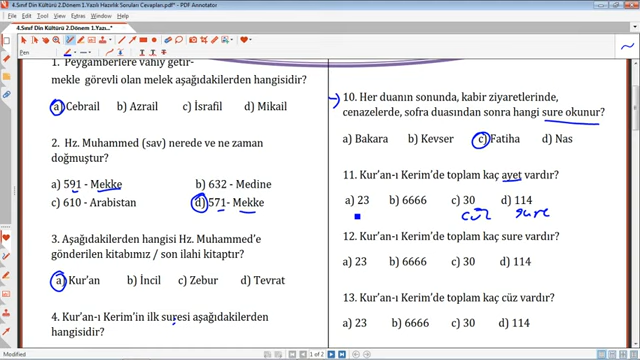 4.Sınıf Din Kültürü 2.Dönem 1.Yazılı Hazırlık Soruları Cevapları.pdf* - PDF Annotator
File Edit Insert View Tools Window Help
4.Sınıf Din Kültürü 2.Dönem 1.Yazı...*
Pen
1. Peygamberlere vahiy getir-
mekle görevli olan melek aşağıdakilerden hangisidir?
a) Cebrail b) Azrail c) İsrafil d) Mikail
2. Hz. Muhammed (sav) nerede ve ne zaman
doğmuştur?
a) 591 - Mekke b) 632 - Medine
c) 610 - Arabistan d) 571- Mekke
3. Aşağıdakilerden hangisi Hz. Muhammed’e
gönderilen kitabımız / son ilahi kitaptır?
a) Kur’an b) İncil c) Zebur d) Tevrat
4. Kur’an-ı Kerim’in ilk suresi aşağıdakilerden
hangisidir?
10. Her duanın sonunda, kabir ziyaretlerinde,
cenazelerde, sofra duasından sonra hangi sure okunur?
a) Bakara b) Kevser c) Fatiha d) Nas
11. Kur’an-ı Kerim’de toplam kaç ayet vardır?
a) 23 b) 6666 c) 30 d) 114
cüz sure
12. Kur’an-ı Kerim’de toplam kaç sure vardır?
a) 23 b) 6666 c) 30 d) 114
13. Kur’an-ı Kerim’de toplam kaç cüz vardır?
a) 23 b) 6666 c) 30 d) 114
Modified
1 of 2